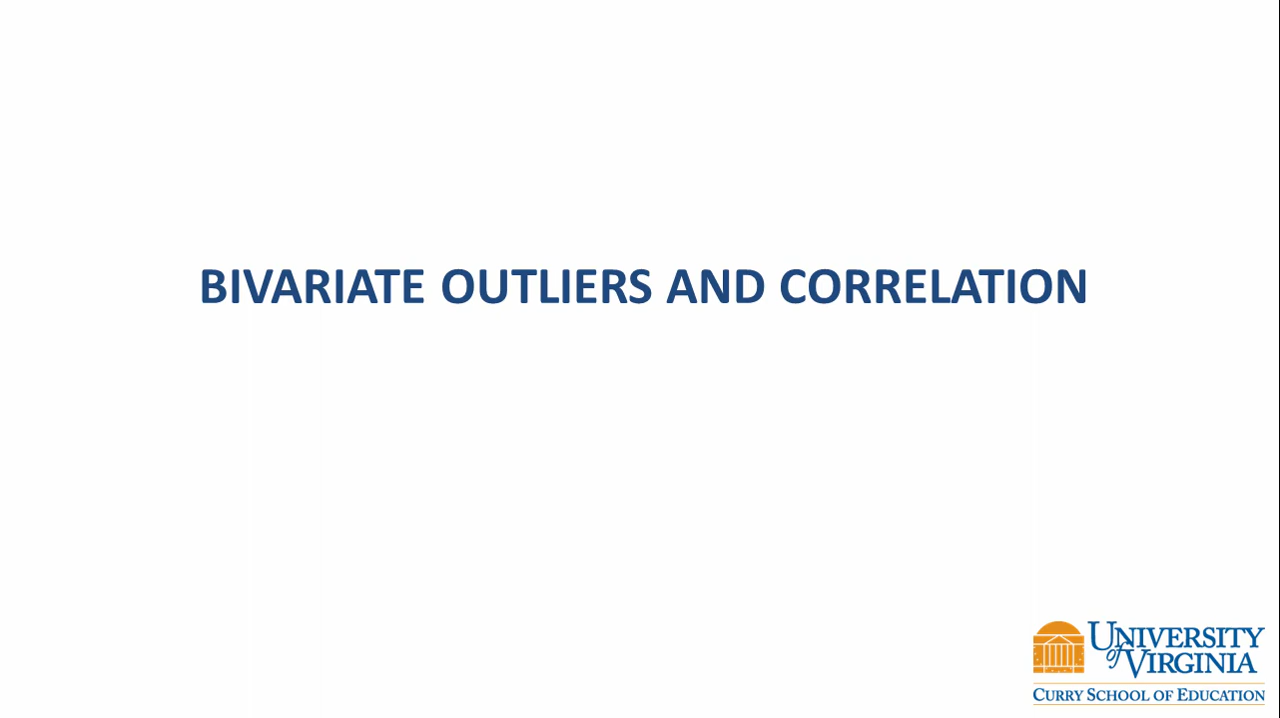 BIVARIATE OUTLIERS AND CORRELATION
UNIVERSITY
of VIRGINIA
CURRY SCHOOL OF EDUCATION